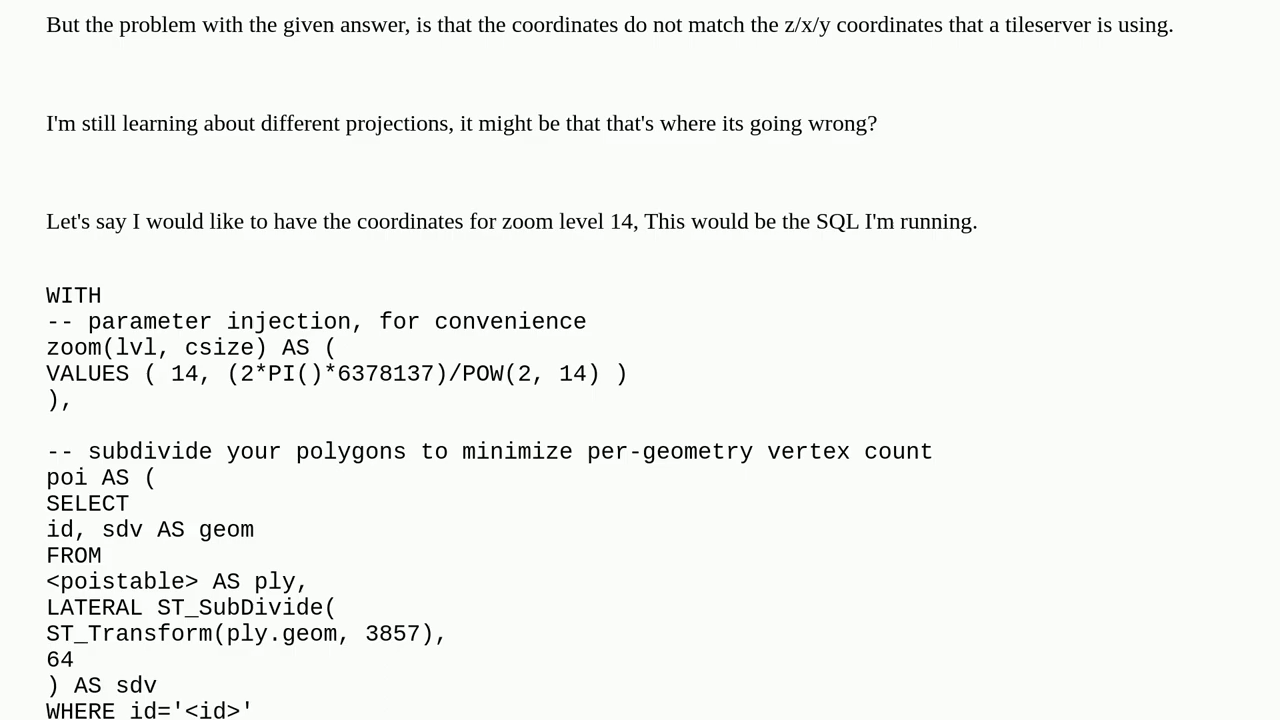 But the problem with the given answer, is that the coordinates do not match the z/x/y coordinates that a tileserver is using.
I'm still learning about different projections, it might be that that's where its going wrong?
Let's say I would like to have the coordinates for zoom level 14, This would be the SQL I'm running.
WITH
-- parameter injection, for convenience
zoom(lvl, csize) AS (
VALUES ( 14, (2*PI()*6378137)/POW(2, 14) )
),
-- subdivide your polygons to minimize per-geometry vertex count
poi AS (
SELECT
id, sdv AS geom
FROM
<poistable> AS ply,
LATERAL ST_SubDivide(
ST_Transform(ply.geom, 3857),
64
) AS sdv
WHERE id='<id>'